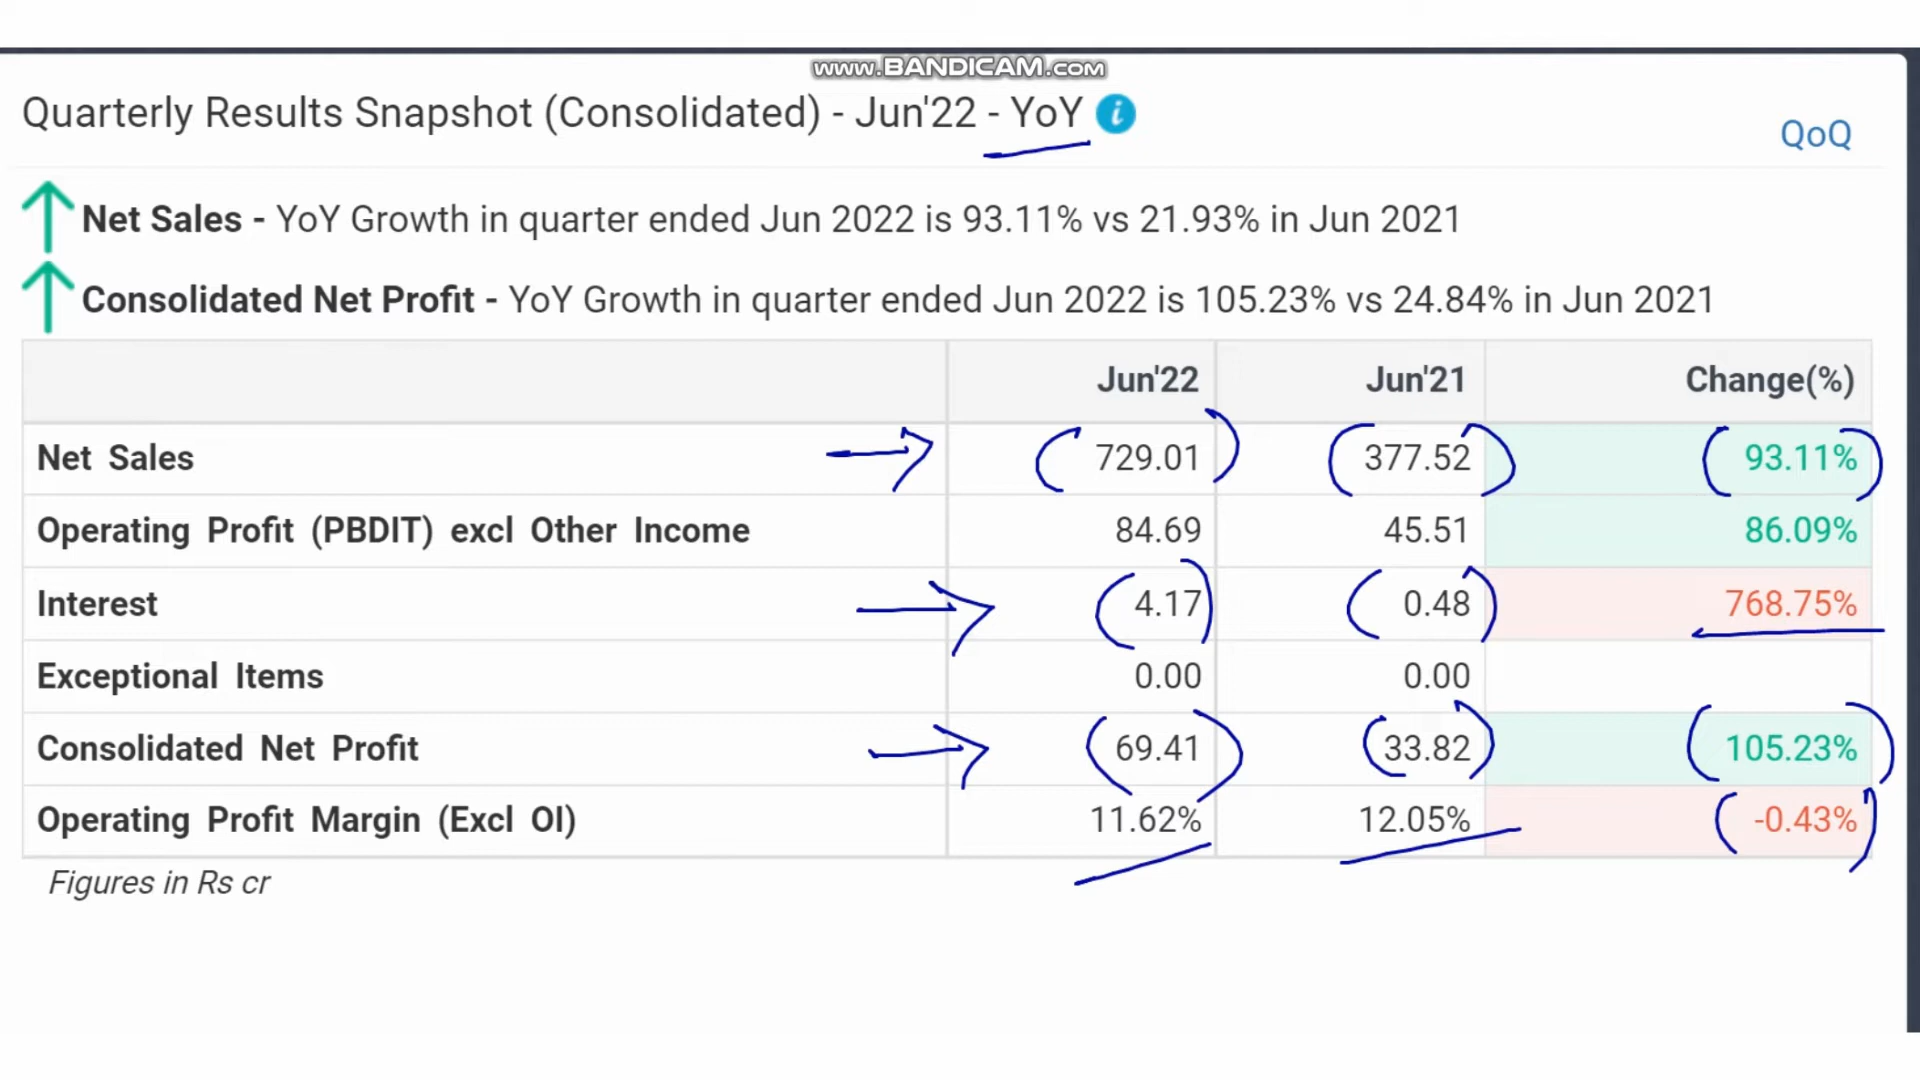 www.BANDICAM.com
Quarterly Results Snapshot (Consolidated) - Jun'22 - YoY i
QoQ
Net Sales - YoY Growth in quarter ended Jun 2022 is 93.11% vs 21.93% in Jun 2021
Consolidated Net Profit - YoY Growth in quarter ended Jun 2022 is 105.23% vs 24.84% in Jun 2021
Jun'22 Jun'21 Change(%)
Net Sales 729.01 377.52 93.11%
Operating Profit (PBDIT) excl Other Income 84.69 45.51 86.09%
Interest 4.17 0.48 768.75%
Exceptional Items 0.00 0.00
Consolidated Net Profit 69.41 33.82 105.23%
Operating Profit Margin (Excl OI) 11.62% 12.05% -0.43%
Figures in Rs cr